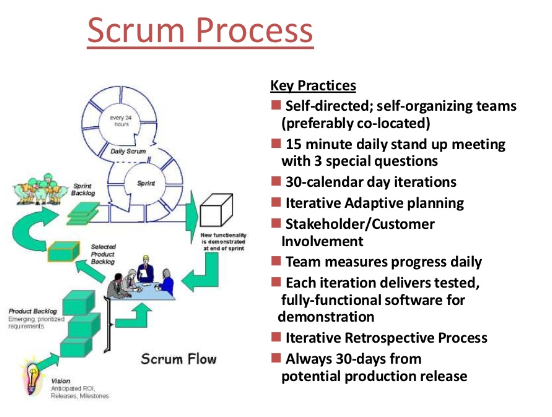 Scrum Process
every 24
hours
Daily Scrum
Sprint
Backlog
Sprint
New functionality
is demonstrated
at end of sprint
Selected
Product
Backlog
Product Backlog
Emerging, prioritized
requirements
Scrum Flow
Vision
Anticipated ROI,
Releases, Milestones
Key Practices
Self-directed; self-organizing teams
(preferably co-located)
15 minute daily stand up meeting
with 3 special questions
30-calendar day iterations
Iterative Adaptive planning
Stakeholder/Customer
Involvement
Team measures progress daily
Each iteration delivers tested,
fully-functional software for
demonstration
Iterative Retrospective Process
Always 30-days from
potential production release